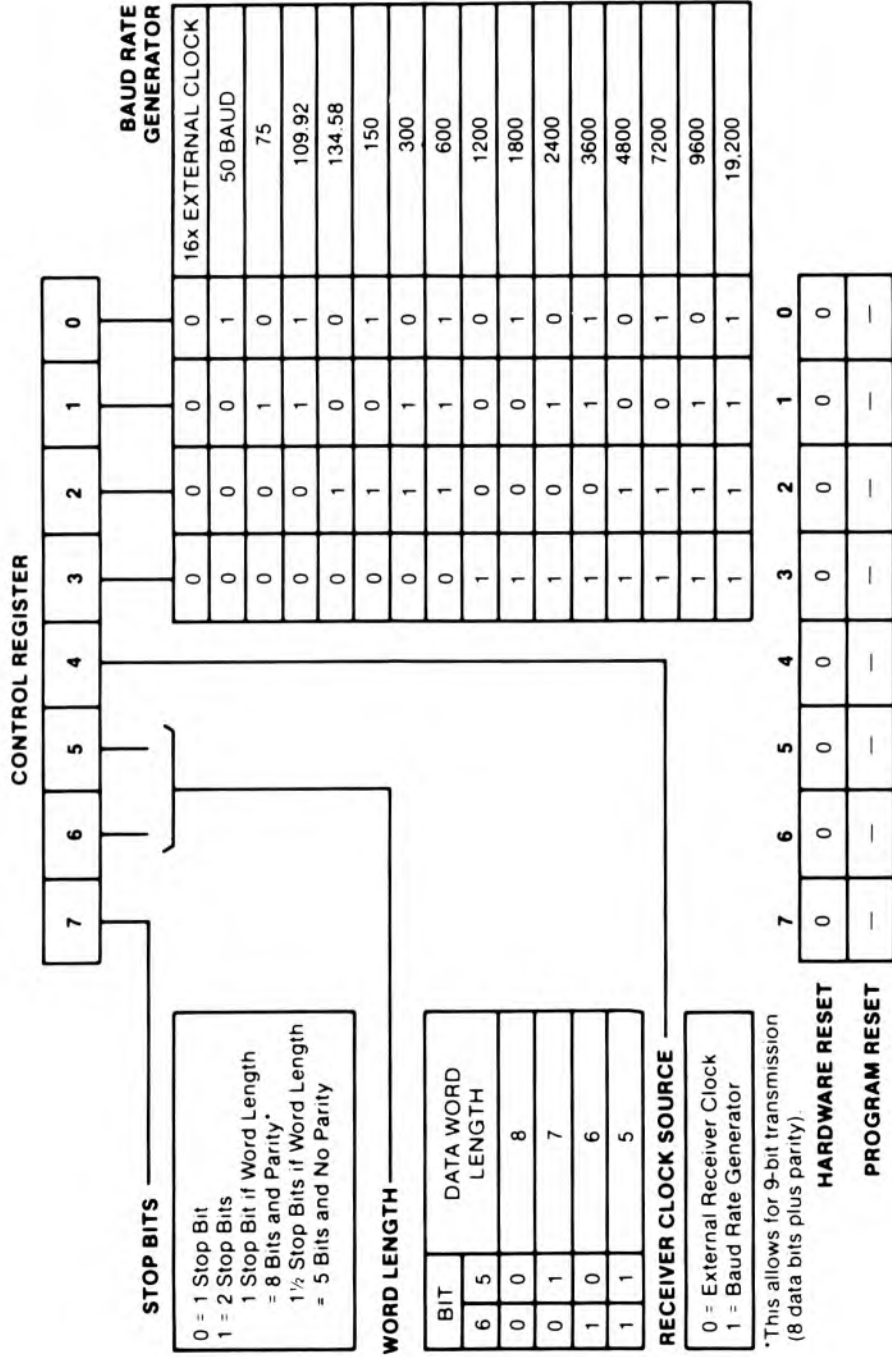 CONTROL REGISTER
7 6 5 4 3 2 1 0
BAUD RATE
GENERATOR
0 0 0 0 16x EXTERNAL CLOCK
0 0 0 1 50 BAUD
0 0 1 0 75
0 0 1 1 109.92
0 1 0 0 134.58
0 1 0 1 150
0 1 1 0 300
0 1 1 1 600
1 0 0 0 1200
1 0 0 1 1800
1 0 1 0 2400
1 0 1 1 3600
1 1 0 0 4800
1 1 0 1 7200
1 1 1 0 9600
1 1 1 1 19,200
STOP BITS
0 = 1 Stop Bit
1 = 2 Stop Bits
1 Stop Bit if Word Length
= 8 Bits and Parity*
1½ Stop Bits if Word Length
= 5 Bits and No Parity
WORD LENGTH
BIT DATA WORD
6 5 LENGTH
0 0 8
0 1 7
1 0 6
1 1 5
RECEIVER CLOCK SOURCE
0 = External Receiver Clock
1 = Baud Rate Generator
*This allows for 9-bit transmission
(8 data bits plus parity).
7 6 5 4 3 2 1 0
HARDWARE RESET 0 0 0 0 0 0 0 0
PROGRAM RESET — — — — — — — —